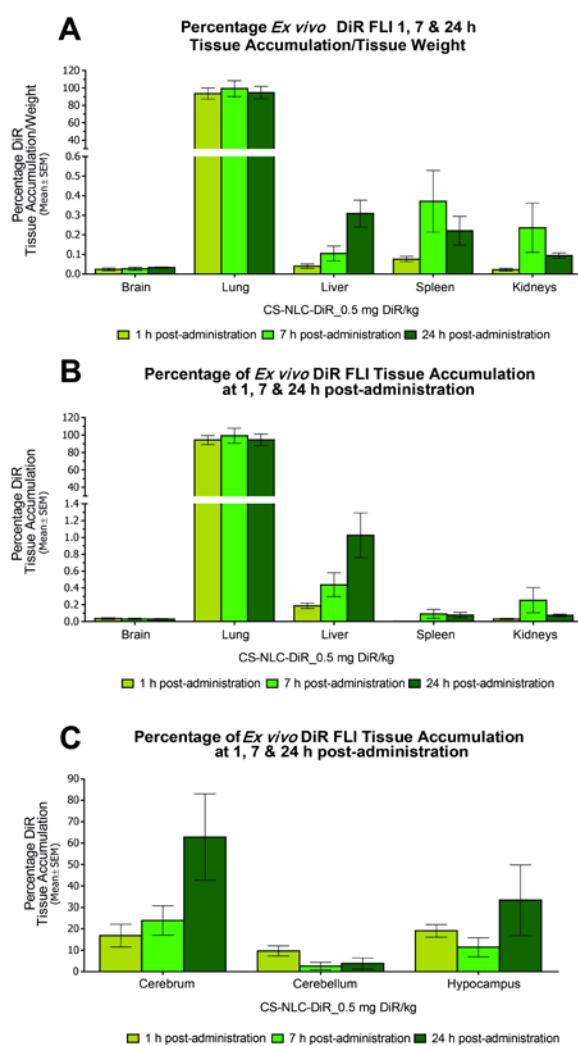 A
Percentage Ex vivo DiR FLI 1, 7 & 24 h
Tissue Accumulation/Tissue Weight
Percentage DiR
Tissue Accumulation/Weight
(Mean±SEM)
120
100
80
60
40
20
0.6
0.5
0.4
0.3
0.2
0.1
0.0
Brain Lung Liver Spleen Kidneys
CS-NLC-DiR_0.5 mg DiR/kg
1 h post-administration 7 h post-administration 24 h post-administration
B
Percentage of Ex vivo DiR FLI Tissue Accumulation
at 1, 7 & 24 h post-administration
Percentage DiR
Tissue Accumulation
(Mean±SEM)
120
100
80
60
40
20
1.4
1.2
1.0
0.8
0.6
0.4
0.2
0.0
Brain Lung Liver Spleen Kidneys
CS-NLC-DiR_0.5 mg DiR/kg
1 h post-administration 7 h post-administration 24 h post-administration
C
Percentage of Ex vivo DiR FLI Tissue Accumulation
at 1, 7 & 24 h post-administration
Percentage DiR
Tissue Accumulation
(Mean±SEM)
90
80
70
60
50
40
30
20
10
0
Cerebrum Cerebellum Hypocampus
CS-NLC-DiR_0.5 mg DiR/kg
1 h post-administration 7 h post-administration 24 h post-administration